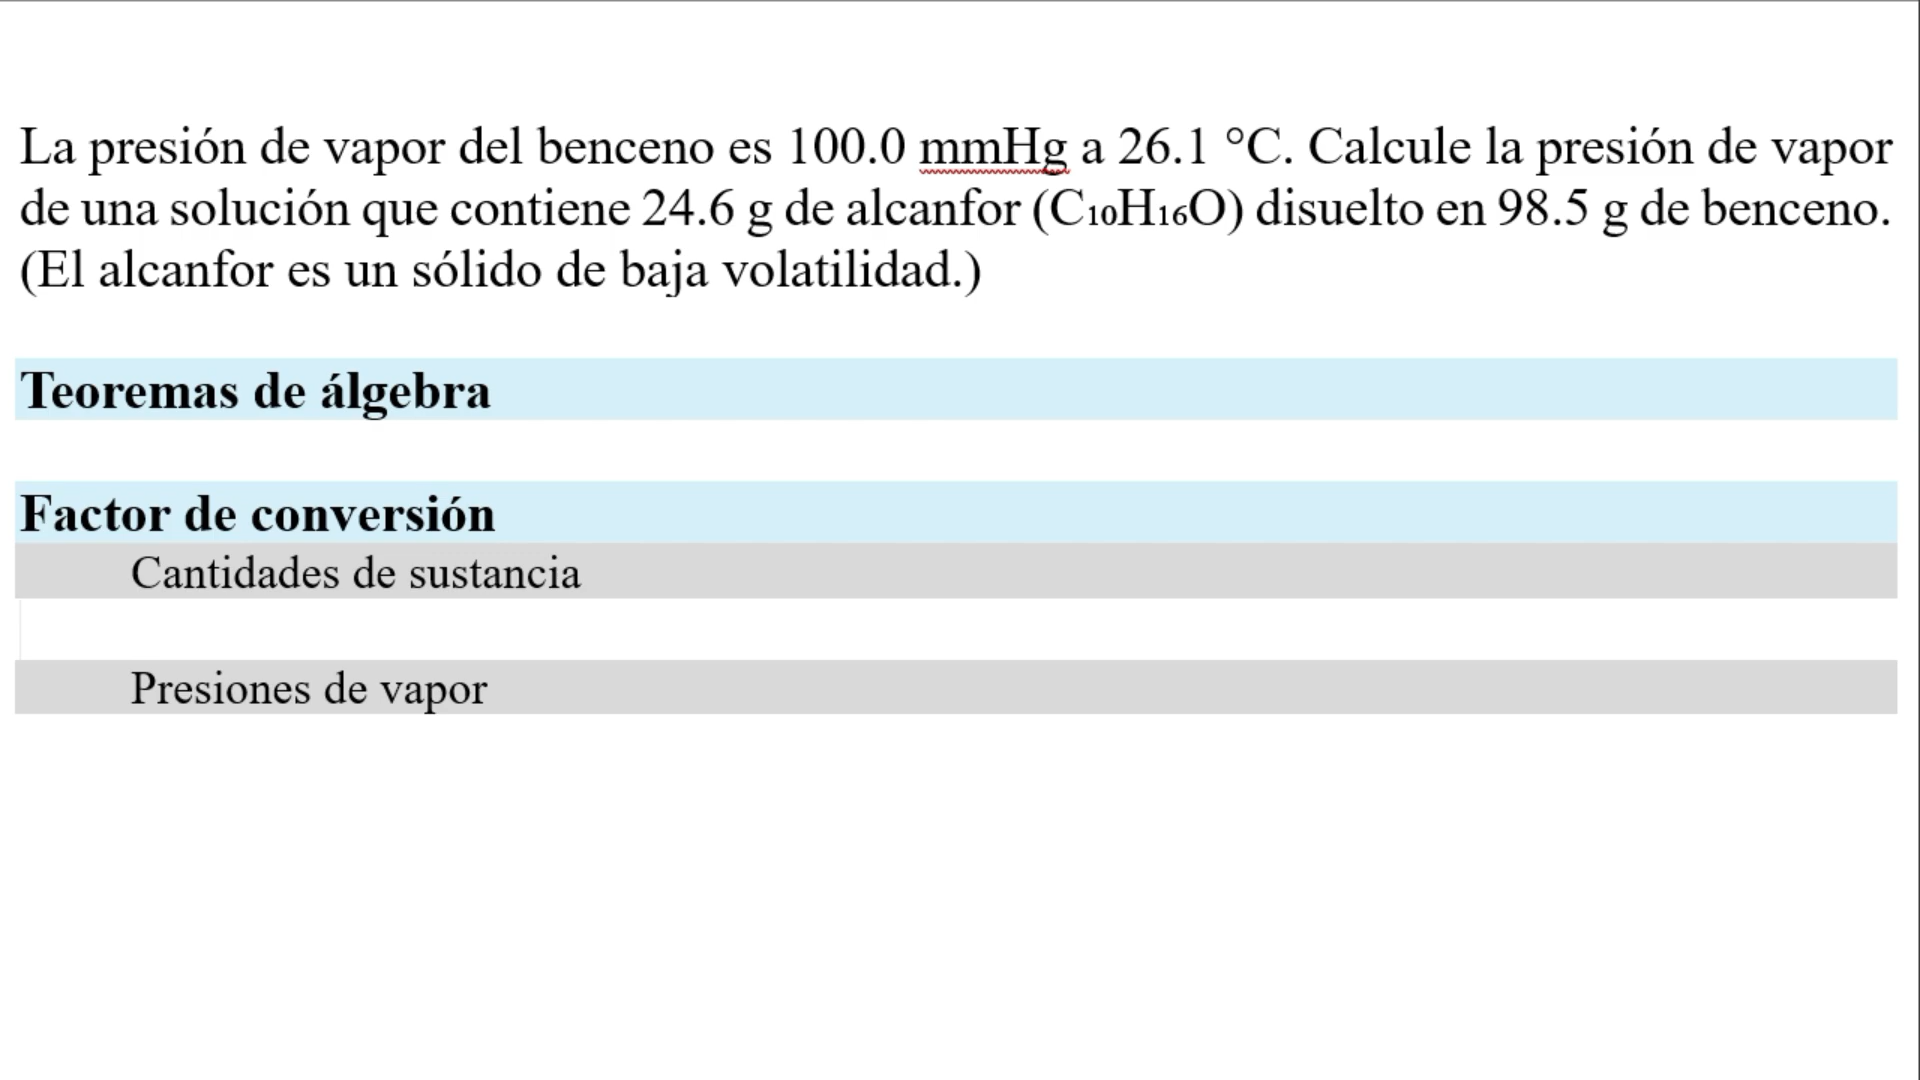 La presión de vapor del benceno es 100.0 mmHg a 26.1 °C. Calcule la presión de vapor
de una solución que contiene 24.6 g de alcanfor (C₁₀H₁₆O) disuelto en 98.5 g de benceno.
(El alcanfor es un sólido de baja volatilidad.)
Teoremas de álgebra
Factor de conversión
Cantidades de sustancia
Presiones de vapor